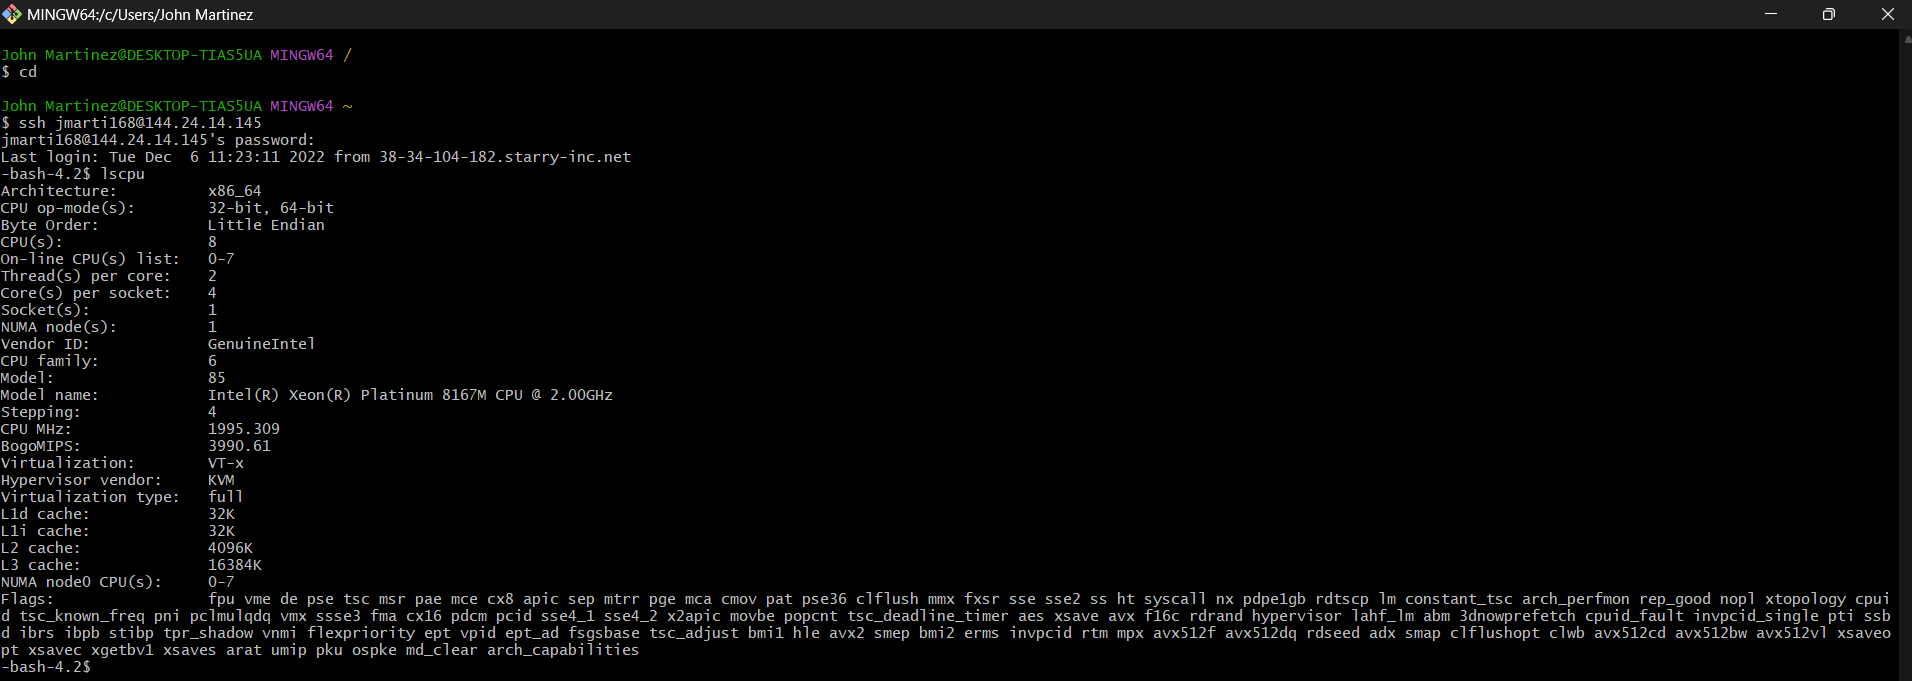 MINGW64:/c/Users/John Martinez
John Martinez@DESKTOP-TIAS5UA MINGW64 /
$ cd
John Martinez@DESKTOP-TIAS5UA MINGW64 ~
$ ssh jmarti168@144.24.14.145
jmarti168@144.24.14.145's password:
Last login: Tue Dec  6 11:23:11 2022 from 38-34-104-182.starry-inc.net
-bash-4.2$ lscpu
Architecture:          x86_64
CPU op-mode(s):        32-bit, 64-bit
Byte Order:            Little Endian
CPU(s):                8
On-line CPU(s) list:   0-7
Thread(s) per core:    2
Core(s) per socket:    4
Socket(s):             1
NUMA node(s):          1
Vendor ID:             GenuineIntel
CPU family:            6
Model:                 85
Model name:            Intel(R) Xeon(R) Platinum 8167M CPU @ 2.00GHz
Stepping:              4
CPU MHz:               1995.309
BogoMIPS:              3990.61
Virtualization:        VT-x
Hypervisor vendor:     KVM
Virtualization type:   full
L1d cache:             32K
L1i cache:             32K
L2 cache:              4096K
L3 cache:              16384K
NUMA node0 CPU(s):     0-7
Flags:                 fpu vme de pse tsc msr pae mce cx8 apic sep mtrr pge mca cmov pat pse36 clflush mmx fxsr sse sse2 ss ht syscall nx pdpe1gb rdtscp lm constant_tsc arch_perfmon rep_good nopl xtopology cpui
d tsc_known_freq pni pclmulqdq vmx ssse3 fma cx16 pdcm pcid sse4_1 sse4_2 x2apic movbe popcnt tsc_deadline_timer aes xsave avx f16c rdrand hypervisor lahf_lm abm 3dnowprefetch cpuid_fault invpcid_single pti ssb
d ibrs ibpb stibp tpr_shadow vnmi flexpriority ept vpid ept_ad fsgsbase tsc_adjust bmi1 hle avx2 smep bmi2 erms invpcid rtm mpx avx512f avx512dq rdseed adx smap clflushopt clwb avx512cd avx512bw avx512vl xsaveo
pt xsavec xgetbv1 xsaves arat umip pku ospke md_clear arch_capabilities
-bash-4.2$